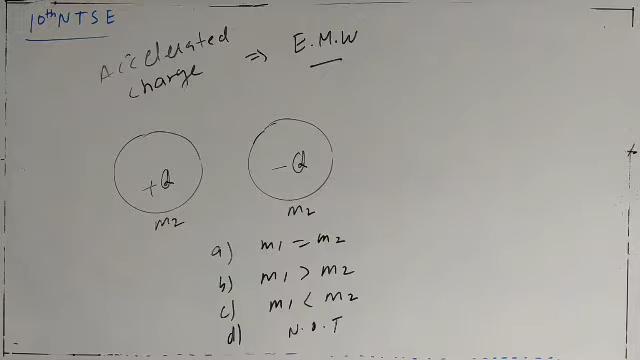 10th NTSE
Accelerated
charge ⇒ E.M.W
+Q
-Q
m2
m2
a) m1 = m2
b) m1 > m2
c) m1 < m2
d) N.O.T